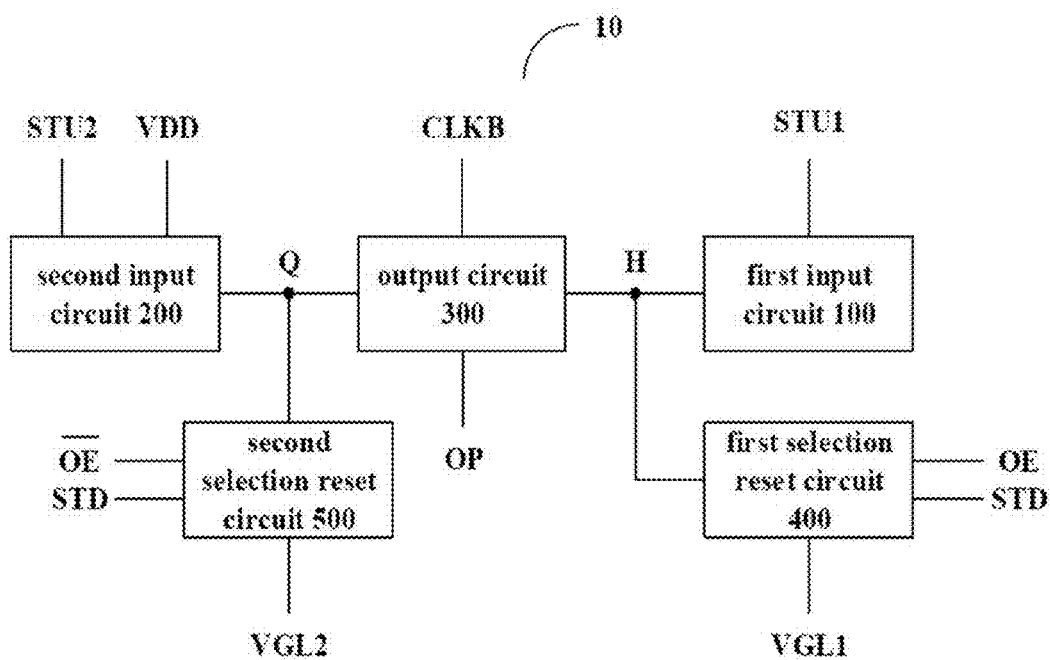 10
STU2 VDD CLKB STU1
second input
circuit 200
Q
output circuit
300
H
first input
circuit 100
O̅E̅
STD
second
selection reset
circuit 500
OP
first selection
reset circuit
400
OE
STD
VGL2
VGL1